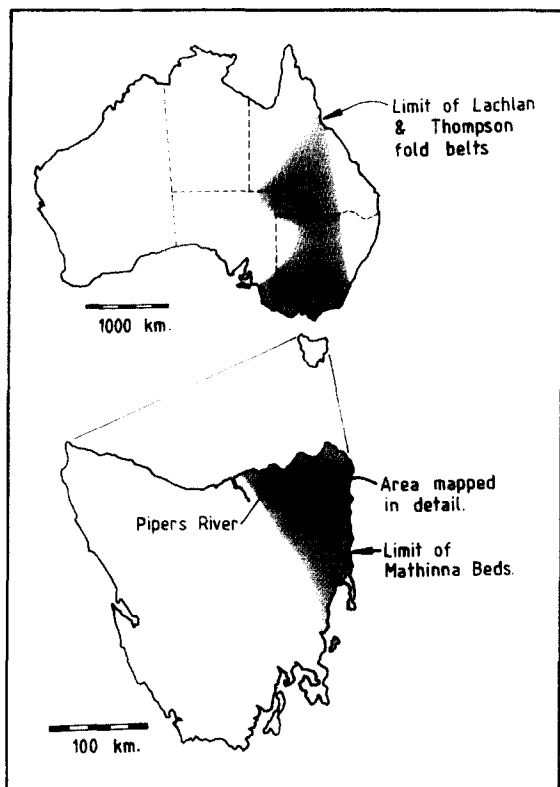 Limit of Lachlan
& Thompson
fold belts
1000 km.
Area mapped
in detail.
Pipers River
Limit of
Mathinna Beds.
100 km.